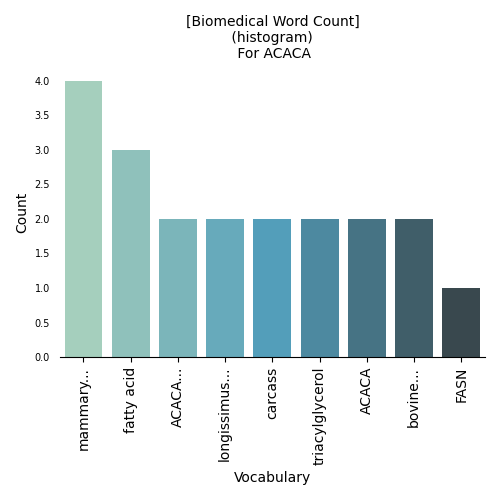 [Biomedical Word Count]
(histogram)
For ACACA
4.0
3.5
3.0
2.5
2.0
1.5
1.0
0.5
0.0
Count
mammary...
fatty acid
ACACA...
longissimus...
carcass
triacylglycerol
ACACA
bovine...
FASN
Vocabulary